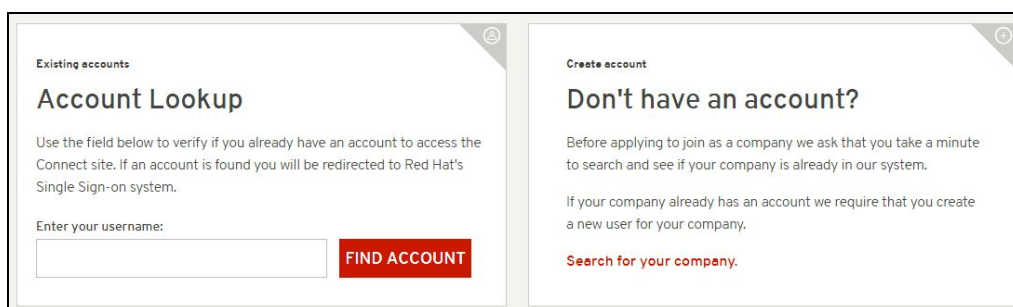 Existing accounts
Account Lookup
Use the field below to verify if you already have an account to access the
Connect site. If an account is found you will be redirected to Red Hat's
Single Sign-on system.
Enter your username:
FIND ACCOUNT
Create account
Don't have an account?
Before applying to join as a company we ask that you take a minute
to search and see if your company is already in our system.
If your company already has an account we require that you create
a new user for your company.
Search for your company.